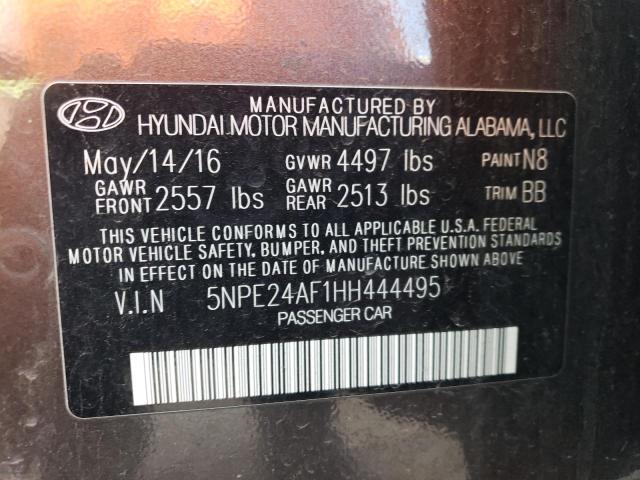 MANUFACTURED BY
HYUNDAI MOTOR MANUFACTURING ALABAMA, LLC
May/14/16 GVWR 4497 lbs PAINT N8
GAWR FRONT 2557 lbs GAWR REAR 2513 lbs TRIM BB
THIS VEHICLE CONFORMS TO ALL APPLICABLE U.S.A. FEDERAL
MOTOR VEHICLE SAFETY, BUMPER, AND THEFT PREVENTION STANDARDS
IN EFFECT ON THE DATE OF MANUFACTURE SHOWN ABOVE
V.I.N 5NPE24AF1HH444495
PASSENGER CAR